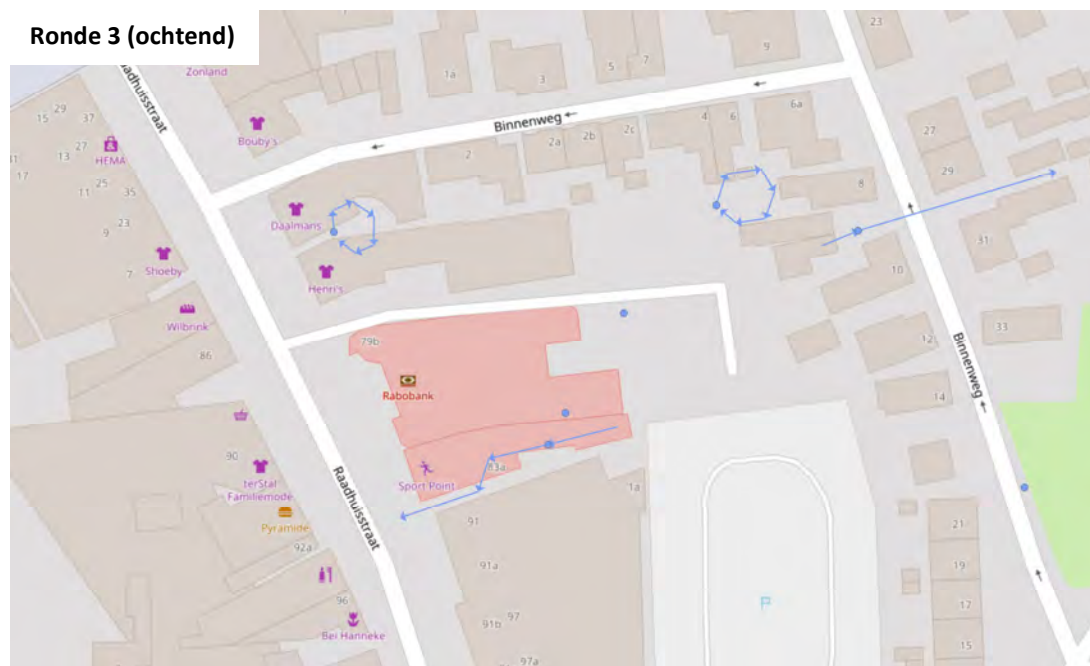 Ronde 3 (ochtend)
Zonland
aadhuisstraat
23
9
1a
3
5
7
15
29
37
27
13
HEMA
11
17
25
35
11
23
9
7
Bouby's
Binnenweg
2
2a
2b
2c
4
6
6a
8
27
29
Daalmans
Henri's
Shoeby
Wilbrink
86
79b
Rabobank
10
31
12
33
14
Binnenweg
90
terStal
Familiemode
Pyramide
92a
Raadhuisstraat
Sport Point
83a
1a
91
91a
91b
97
97a
96
Bei Hanneke
21
19
17
15